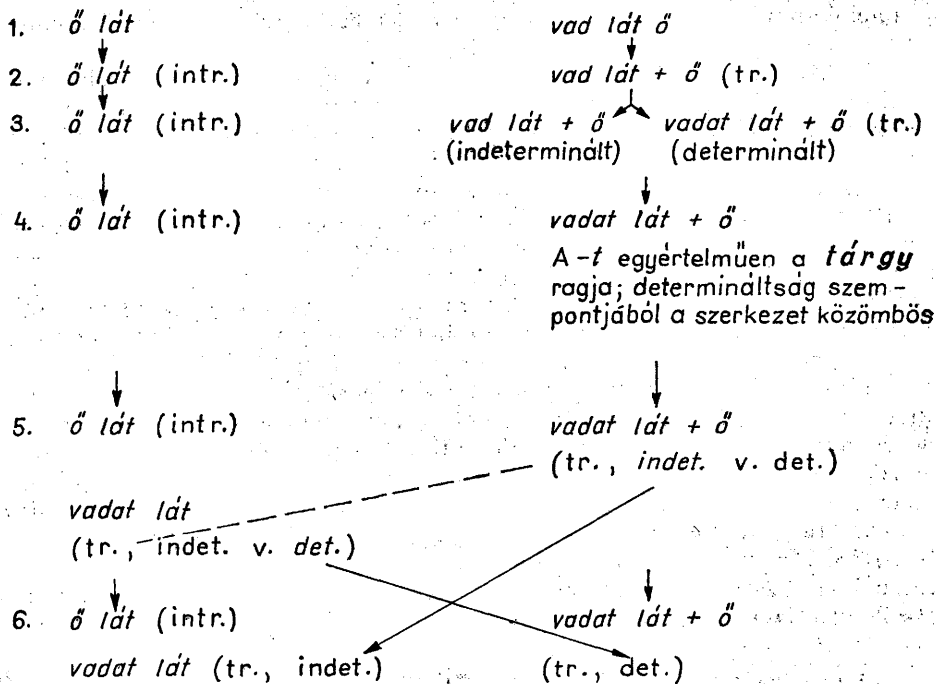 1. ő lát vad lát ő
2. ő lát (intr.) vad lát + ő (tr.)
3. ő lát (intr.) vad lát + ő vadat lát + ő (tr.)
(indeterminált) (determinált)
4. ő lát (intr.) vadat lát + ő
A -t egyértelműen a tárgy
ragja; determináltság szem-
pontjából a szerkezet közömbös
5. ő lát (intr.) vadat lát + ő
(tr., indet. v. det.)
vadat lát
(tr., indet. v. det.)
6. ő lát (intr.) vadat lát + ő
vadat lát (tr., indet.) (tr., det.)